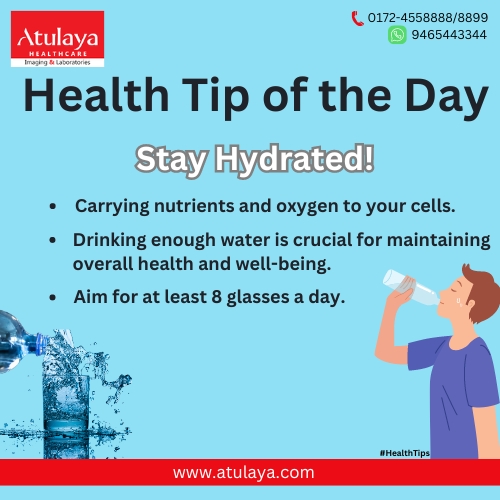 Atulaya
HEALTHCARE
Imaging & Laboratories
0172-4558888/8899
9465443344
Health Tip of the Day
Stay Hydrated!
• Carrying nutrients and oxygen to your cells.
• Drinking enough water is crucial for maintaining
overall health and well-being.
• Aim for at least 8 glasses a day.
#HealthTips
www.atulaya.com